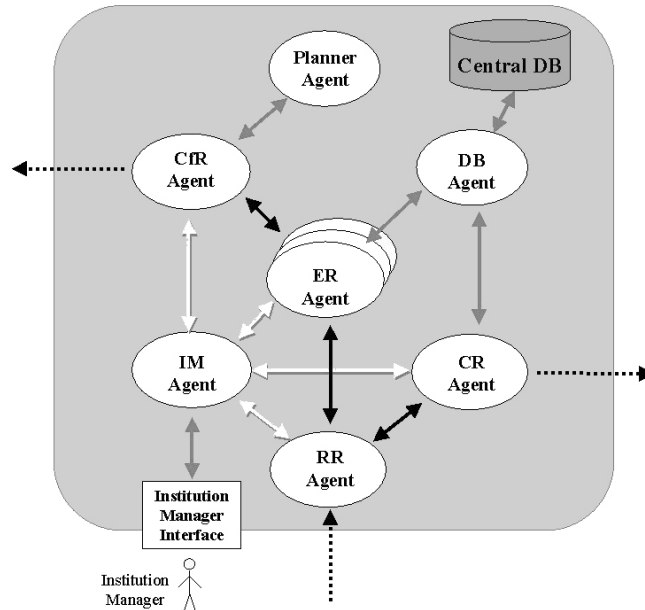 Planner
Agent
Central DB
CfR
Agent
DB
Agent
ER
Agent
IM
Agent
CR
Agent
RR
Agent
Institution
Manager
Interface
Institution
Manager